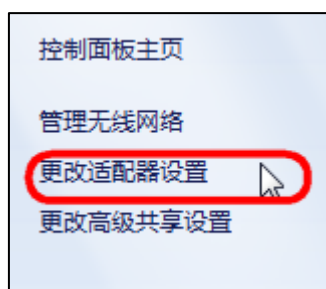 控制面板主页
管理无线网络
更改适配器设置
更改高级共享设置